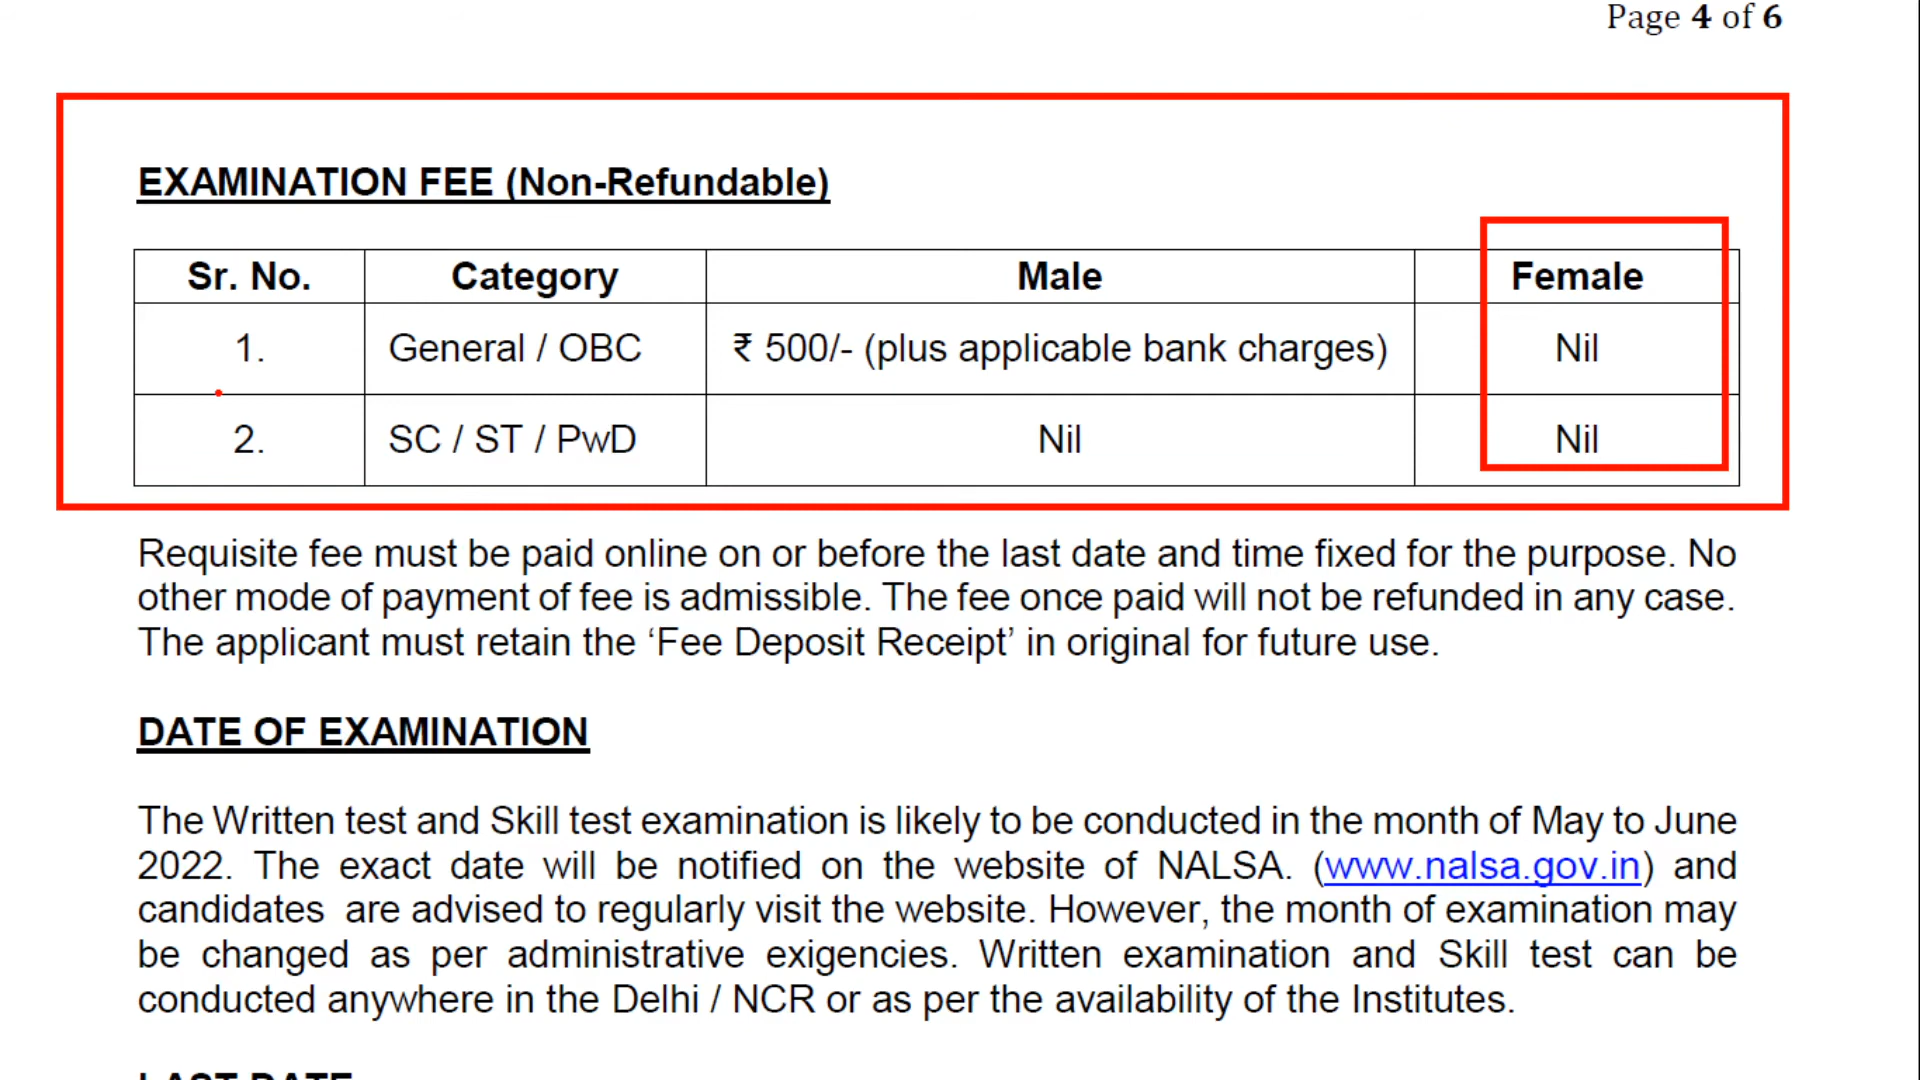 Page 4 of 6
EXAMINATION FEE (Non-Refundable)
Sr. No. Category Male Female
1. General / OBC ₹ 500/- (plus applicable bank charges) Nil
2. SC / ST / PwD Nil Nil
Requisite fee must be paid online on or before the last date and time fixed for the purpose. No
other mode of payment of fee is admissible. The fee once paid will not be refunded in any case.
The applicant must retain the ‘Fee Deposit Receipt’ in original for future use.
DATE OF EXAMINATION
The Written test and Skill test examination is likely to be conducted in the month of May to June
2022. The exact date will be notified on the website of NALSA. (www.nalsa.gov.in) and
candidates are advised to regularly visit the website. However, the month of examination may
be changed as per administrative exigencies. Written examination and Skill test can be
conducted anywhere in the Delhi / NCR or as per the availability of the Institutes.
LAST DATE